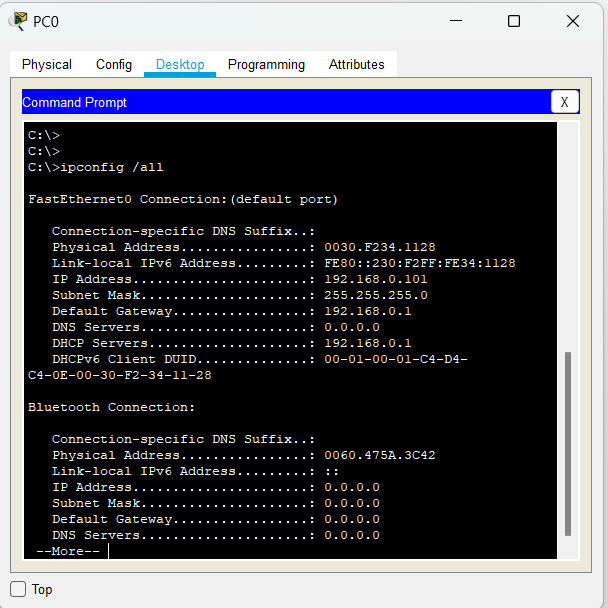 PC0
Physical Config Desktop Programming Attributes
Command Prompt X
C:\>
C:\>
C:\>ipconfig /all
FastEthernet0 Connection:(default port)
Connection-specific DNS Suffix..:
Physical Address................: 0030.F234.1128
Link-local IPv6 Address.........: FE80::230:F2FF:FE34:1128
IP Address......................: 192.168.0.101
Subnet Mask.....................: 255.255.255.0
Default Gateway.................: 192.168.0.1
DNS Servers.....................: 0.0.0.0
DHCP Servers....................: 192.168.0.1
DHCPv6 Client DUID..............: 00-01-00-01-C4-D4-
C4-0E-00-30-F2-34-11-28
Bluetooth Connection:
Connection-specific DNS Suffix..:
Physical Address................: 0060.475A.3C42
Link-local IPv6 Address.........: ::
IP Address......................: 0.0.0.0
Subnet Mask.....................: 0.0.0.0
Default Gateway.................: 0.0.0.0
DNS Servers.....................: 0.0.0.0
--More--
Top